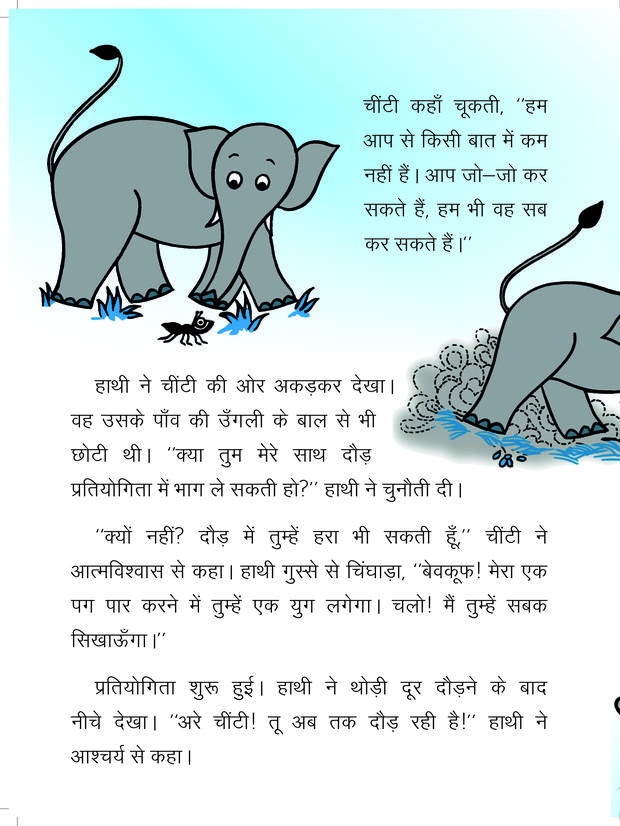 चींटी कहाँ चूकती, ‘‘हम
आप से किसी बात में कम
नहीं हैं। आप जो–जो कर
सकते हैं, हम भी वह सब
कर सकते हैं।’’
हाथी ने चींटी की ओर अकड़कर देखा।
वह उसके पाँव की उँगली के बाल से भी
छोटी थी। ‘‘क्या तुम मेरे साथ दौड़
प्रतियोगिता में भाग ले सकती हो?’’ हाथी ने चुनौती दी।
‘‘क्यों नहीं? दौड़ में तुम्हें हरा भी सकती हूँ,’’ चींटी ने
आत्मविश्वास से कहा। हाथी गुस्से से चिंघाड़ा, ‘‘बेवकूफ! मेरा एक
पग पार करने में तुम्हें एक युग लगेगा। चलो! मैं तुम्हें सबक
सिखाऊँगा।’’
प्रतियोगिता शुरू हुई। हाथी ने थोड़ी दूर दौड़ने के बाद
नीचे देखा। ‘‘अरे चींटी! तू अब तक दौड़ रही है!’’ हाथी ने
आश्चर्य से कहा।